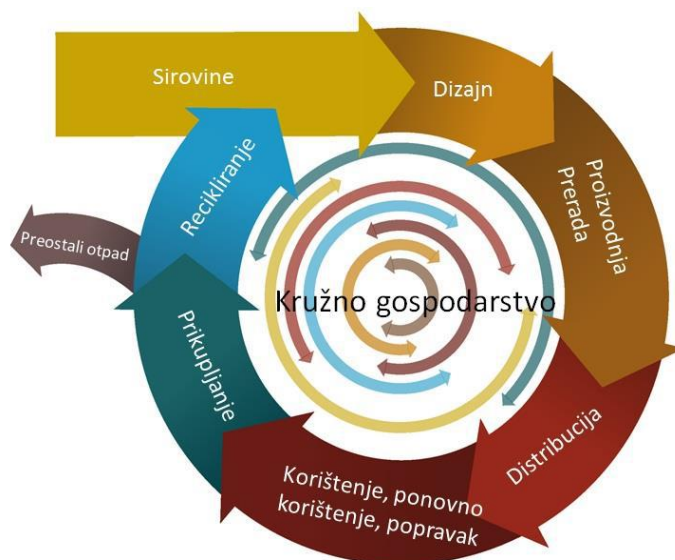 Sirovine
Dizajn
Proizvodnja
Prerada
Distribucija
Korištenje, ponovno
korištenje, popravak
Prikupljanje
Recikliranje
Preostali otpad
Kružno gospodarstvo